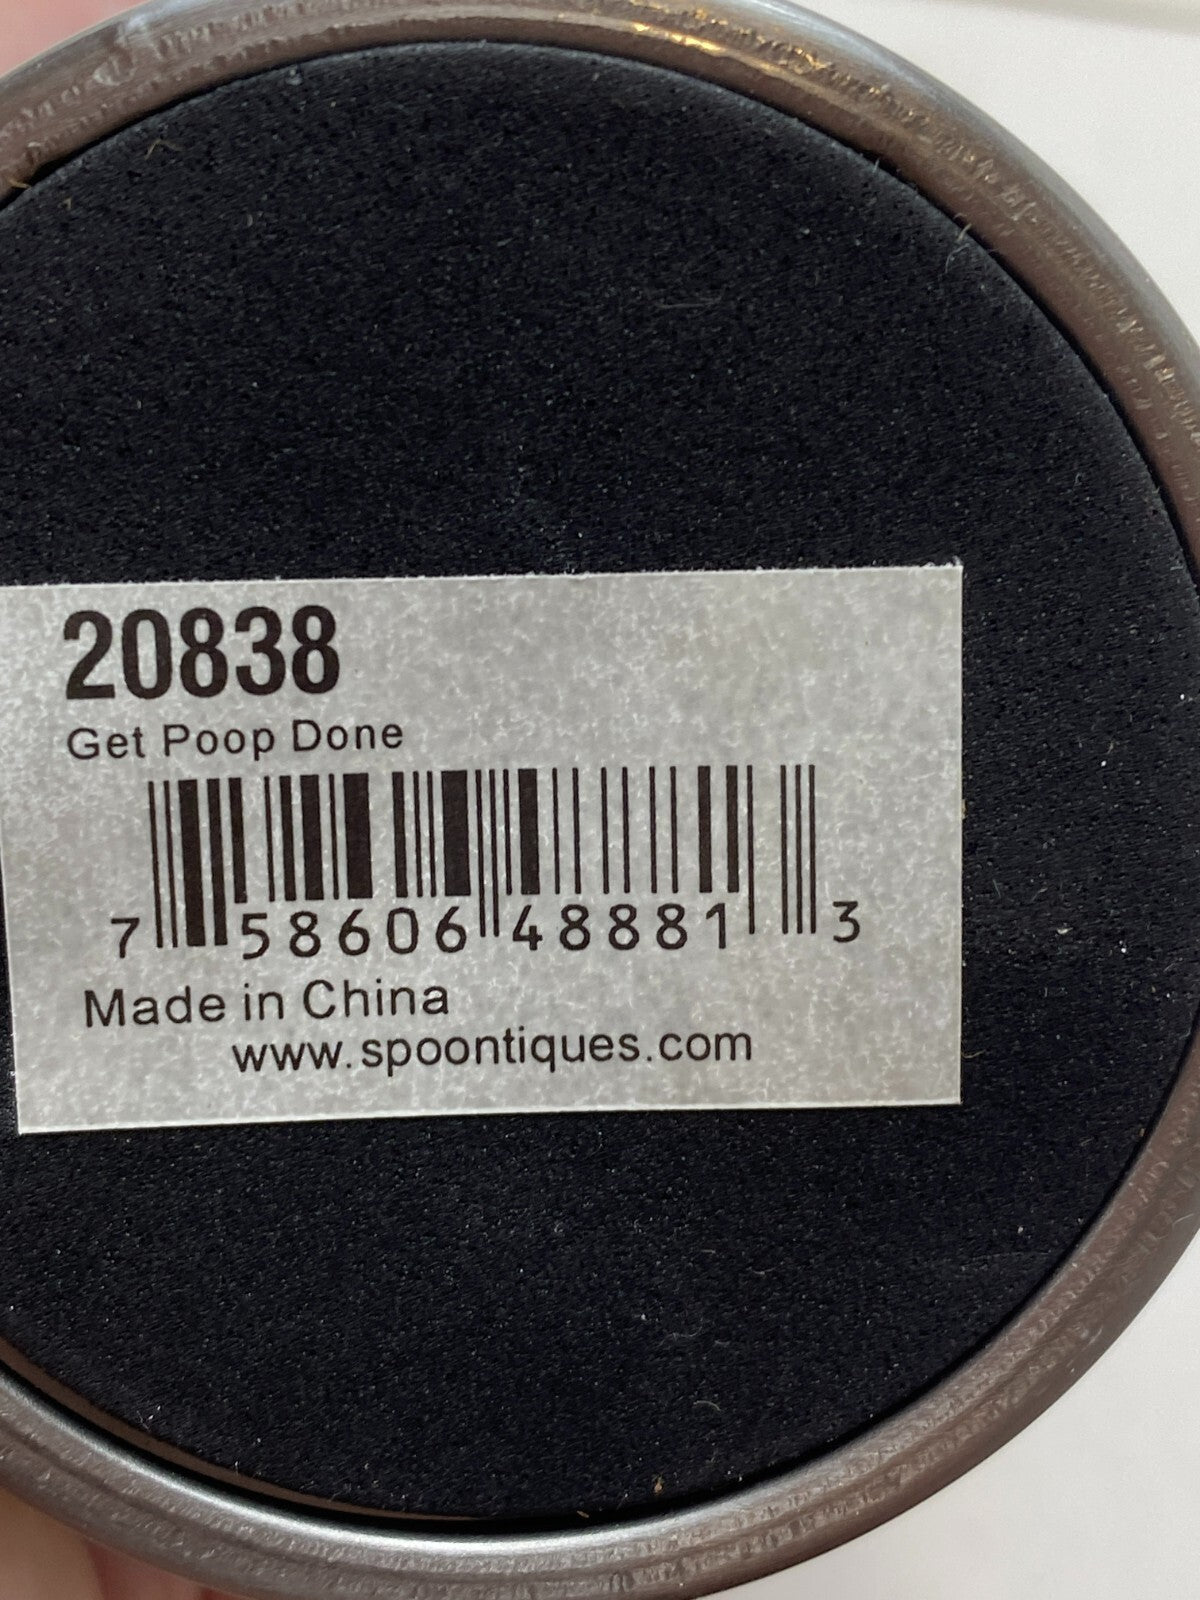 20838
Get Poop Done
7 58606 48881 3
Made in China
www.spoontiques.com